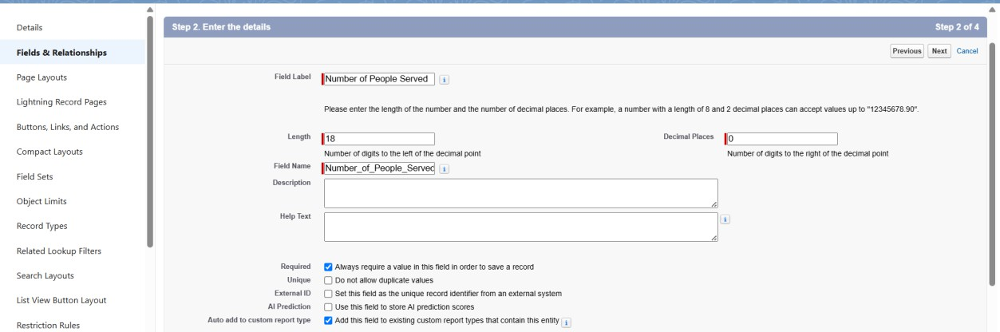 Details
Fields & Relationships
Page Layouts
Lightning Record Pages
Buttons, Links, and Actions
Compact Layouts
Field Sets
Object Limits
Record Types
Related Lookup Filters
Search Layouts
List View Button Layout
Restriction Rules
Step 2. Enter the details Step 2 of 4
Previous Next Cancel
Field Label Number of People Served i
Please enter the length of the number and the number of decimal places. For example, a number with a length of 8 and 2 decimal places can accept values up to "12345678.90".
Length 18 Decimal Places 0
Number of digits to the left of the decimal point Number of digits to the right of the decimal point
Field Name Number_of_People_Served i
Description
Help Text i
Required Always require a value in this field in order to save a record
Unique Do not allow duplicate values
External ID Set this field as the unique record identifier from an external system
AI Prediction Use this field to store AI prediction scores
Auto add to custom report type Add this field to existing custom report types that contain this entity i